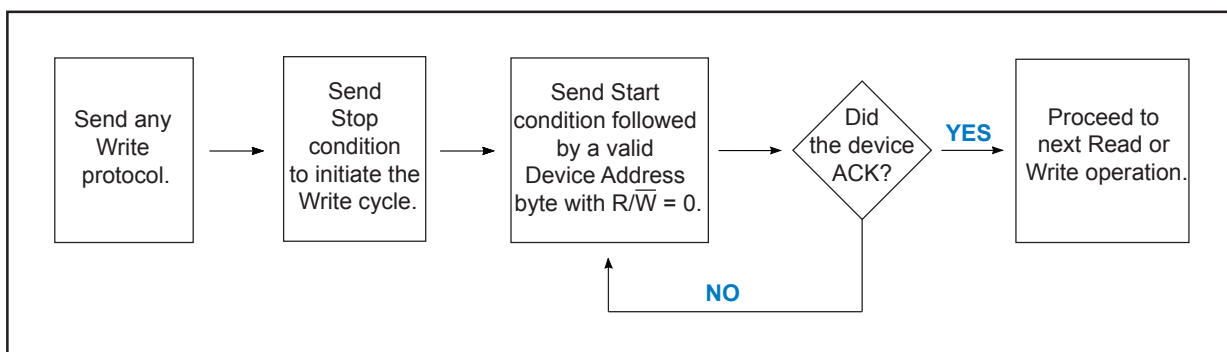 Send any
Write
protocol.
Send
Stop
condition
to initiate the
Write cycle.
Send Start
condition followed
by a valid
Device Address
byte with R/W̅ = 0.
Did
the device
ACK?
YES
NO
Proceed to
next Read or
Write operation.